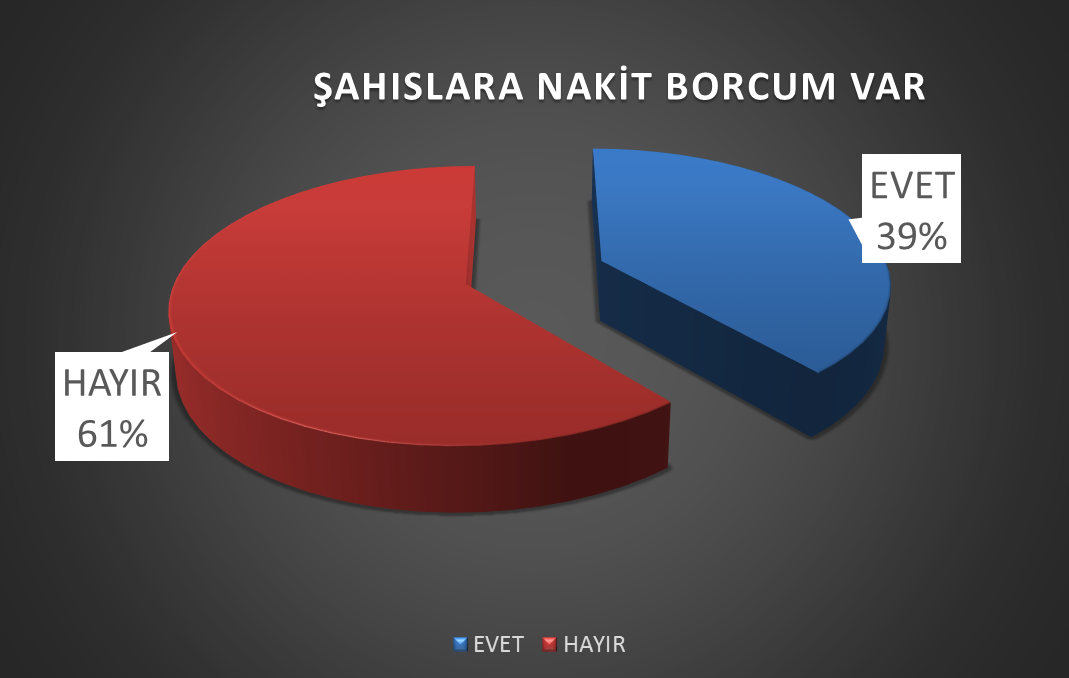 ŞAHISLARA NAKİT BORCUM VAR
EVET
39%
HAYIR
61%
EVET HAYIR